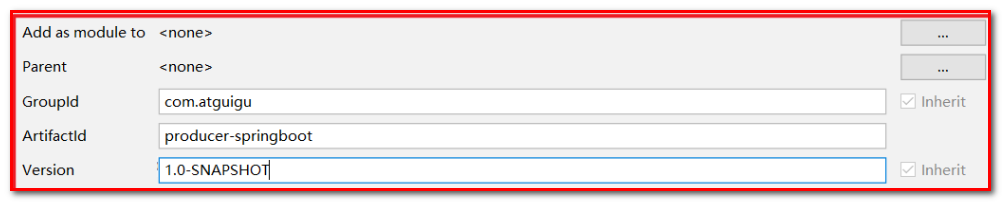 Add as module to <none> ...
Parent <none> ...
GroupId com.atguigu Inherit
ArtifactId producer-springboot
Version 1.0-SNAPSHOT Inherit